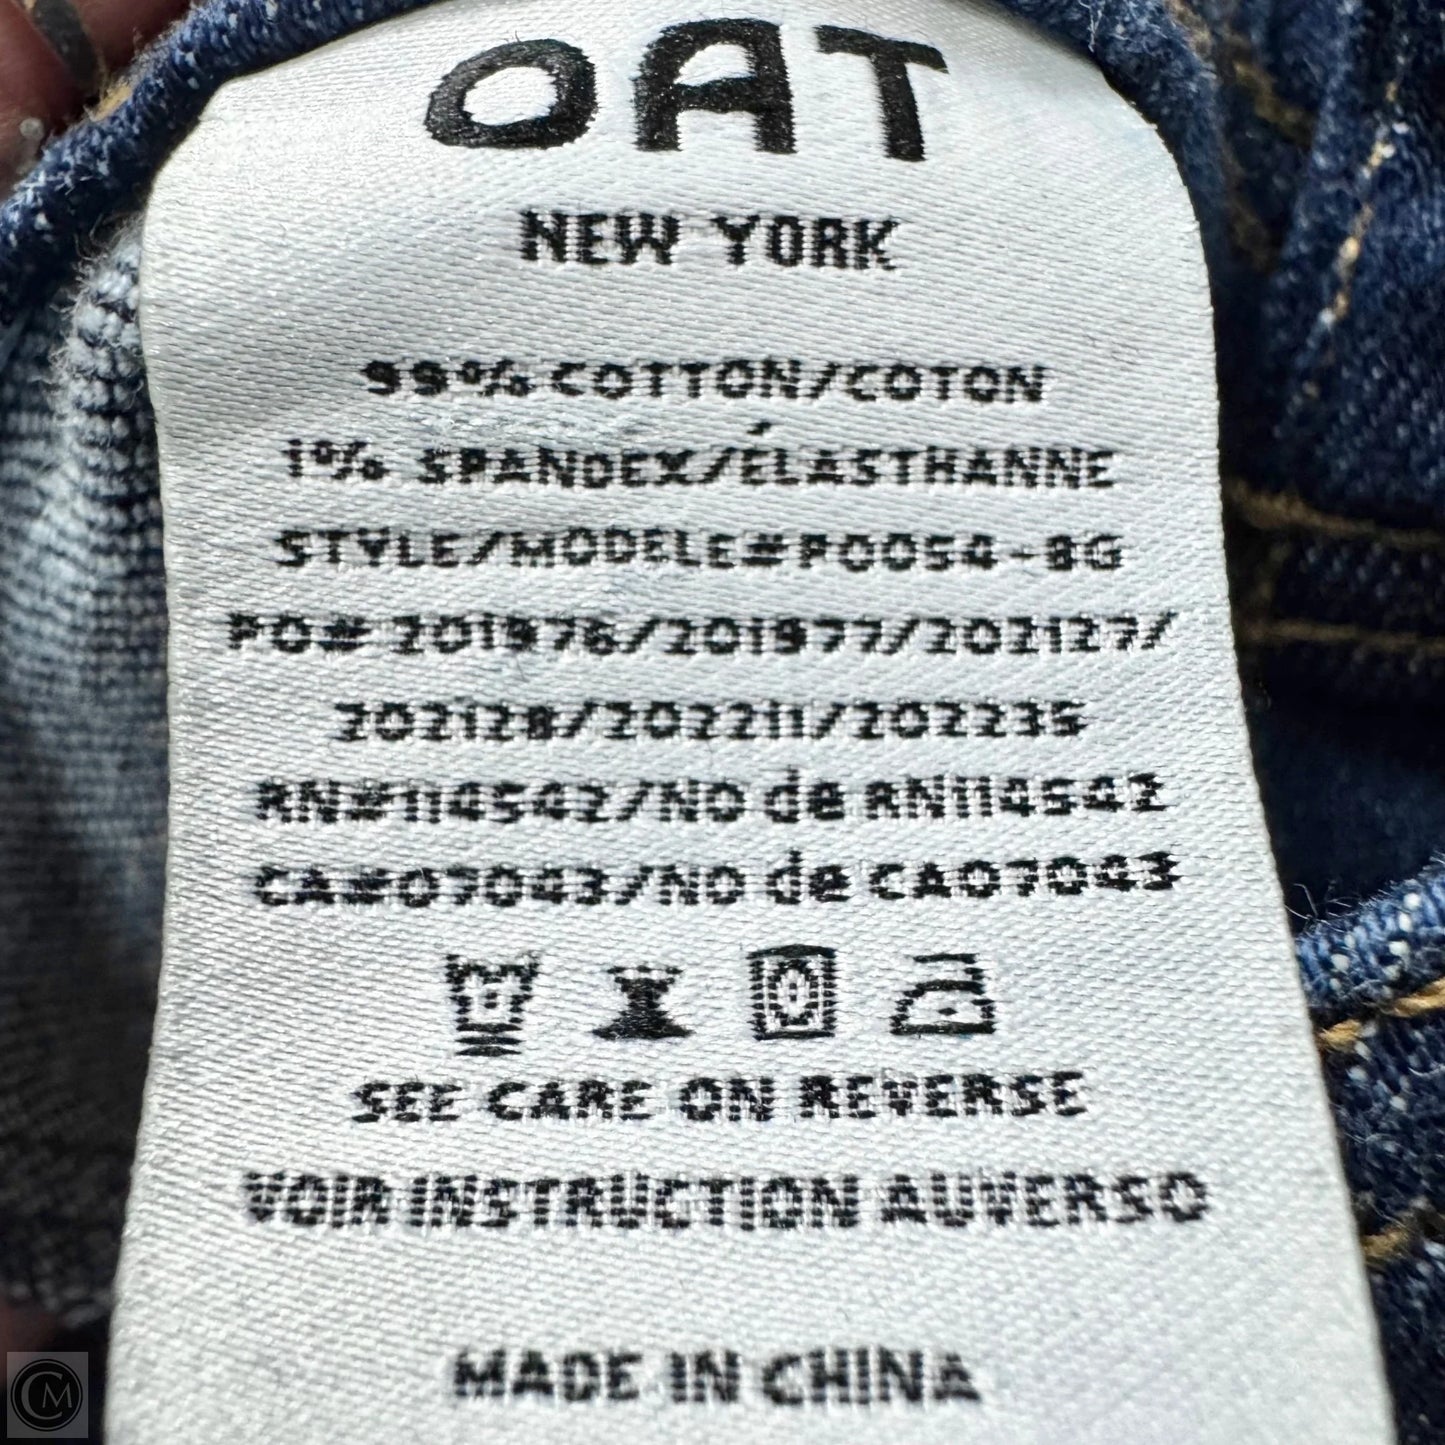 OAT
NEW YORK
99% COTTON/COTON
1% SPANDEX/ÉLASTHANNE
STYLE/MODELE#P0054-BG
PO# 201976/201977/202127/
202128/202211/202235
RN#114542/NO de RN114542
CA#07043/NO de CA07043
SEE CARE ON REVERSE
VOIR INSTRUCTION AUVERSO
MADE IN CHINA
CM